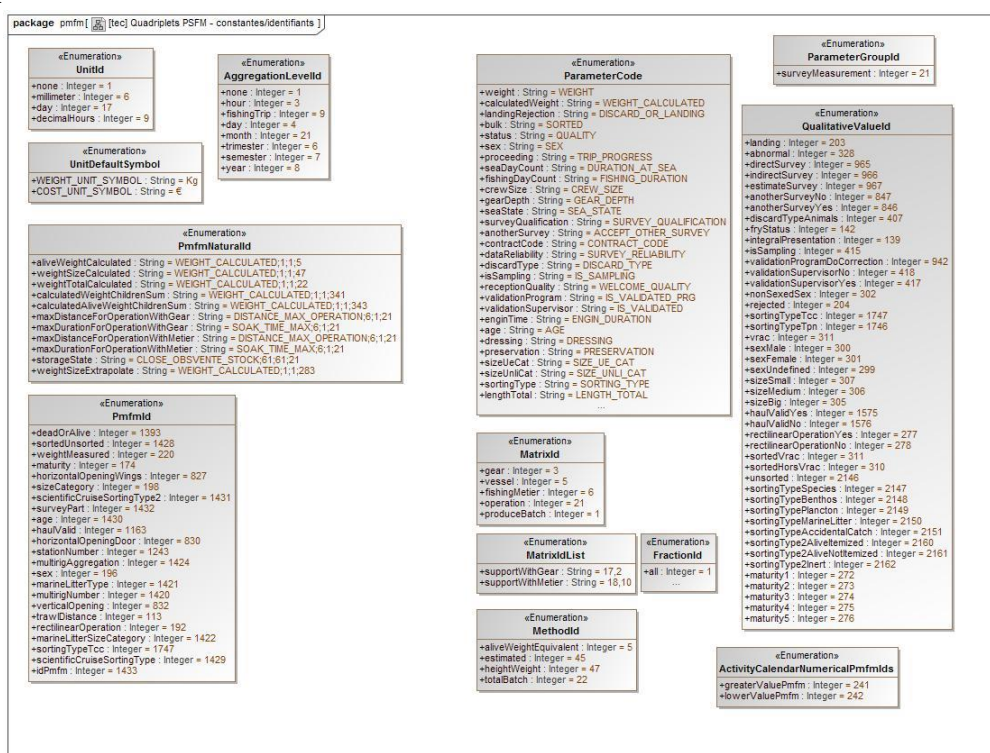 package pmfm [ [tec] Quadriplets PSFM - constantes/identifiants ]
«Enumeration»
UnitId
+none : Integer = 1
+millimeter : Integer = 6
+day : Integer = 17
+decimalHours : Integer = 9
«Enumeration»
AggregationLevelId
+none : Integer = 1
+hour : Integer = 3
+fishingTrip : Integer = 9
+day : Integer = 4
+month : Integer = 21
+trimester : Integer = 6
+semester : Integer = 7
+year : Integer = 8
«Enumeration»
UnitDefaultSymbol
+WEIGHT_UNIT_SYMBOL : String = Kg
+COST_UNIT_SYMBOL : String = €
«Enumeration»
PmfmNaturalId
+aliveWeightCalculated : String = WEIGHT_CALCULATED;1;1;5
+weightSizeCalculated : String = WEIGHT_CALCULATED;1;1;47
+weightTotalCalculated : String = WEIGHT_CALCULATED;1;1;22
+calculatedWeightChildrenSum : String = WEIGHT_CALCULATED;1;1;341
+calculatedAliveWeightChildrenSum : String = WEIGHT_CALCULATED;1;1;343
+maxDistanceForOperationWithGear : String = DISTANCE_MAX_OPERATION;6;1;21
+maxDurationForOperationWithGear : String = SOAK_TIME_MAX;6;1;21
+maxDistanceForOperationWithMetier : String = DISTANCE_MAX_OPERATION;6;1;21
+maxDurationForOperationWithMetier : String = SOAK_TIME_MAX;6;1;21
+storageState : String = CLOSE_OBSVENTE_STOCK;61;61;21
+weightSizeExtrapolate : String = WEIGHT_CALCULATED;1;1;283
«Enumeration»
PmfmId
+deadOrAlive : Integer = 1393
+sortedUnsorted : Integer = 1428
+weightMeasured : Integer = 220
+maturity : Integer = 174
+horizontalOpeningWings : Integer = 827
+sizeCategory : Integer = 198
+scientificCruiseSortingType2 : Integer = 1431
+surveyPart : Integer = 1432
+age : Integer = 1430
+haulValid : Integer = 1163
+horizontalOpeningDoor : Integer = 830
+stationNumber : Integer = 1243
+multirigAggregation : Integer = 1424
+sex : Integer = 196
+marineLitterType : Integer = 1421
+multirigNumber : Integer = 1420
+verticalOpening : Integer = 832
+trawlDistance : Integer = 113
+rectilinearOperation : Integer = 192
+marineLitterSizeCategory : Integer = 1422
+sortingTypeTcc : Integer = 1747
+scientificCruiseSortingType : Integer = 1429
+idPmfm : Integer = 1433
«Enumeration»
ParameterCode
+weight : String = WEIGHT
+calculatedWeight : String = WEIGHT_CALCULATED
+landingRejection : String = DISCARD_OR_LANDING
+bulk : String = SORTED
+status : String = QUALITY
+sex : String = SEX
+proceeding : String = TRIP_PROGRESS
+seaDayCount : String = DURATION_AT_SEA
+fishingDayCount : String = FISHING_DURATION
+crewSize : String = CREW_SIZE
+gearDepth : String = GEAR_DEPTH
+seaState : String = SEA_STATE
+surveyQualification : String = SURVEY_QUALIFICATION
+anotherSurvey : String = ACCEPT_OTHER_SURVEY
+contractCode : String = CONTRACT_CODE
+dataReliability : String = SURVEY_RELIABILITY
+discardType : String = DISCARD_TYPE
+isSampling : String = IS_SAMPLING
+receptionQuality : String = WELCOME_QUALITY
+validationProgram : String = IS_VALIDATED_PRG
+validationSupervisor : String = IS_VALIDATED
+enginTime : String = ENGIN_DURATION
+age : String = AGE
+dressing : String = DRESSING
+preservation : String = PRESERVATION
+sizeUeCat : String = SIZE_UE_CAT
+sizeUnliCat : String = SIZE_UNLI_CAT
+sortingType : String = SORTING_TYPE
+lengthTotal : String = LENGTH_TOTAL
...
«Enumeration»
MatrixId
+gear : Integer = 3
+vessel : Integer = 5
+fishingMetier : Integer = 6
+operation : Integer = 21
+produceBatch : Integer = 1
«Enumeration»
MatrixIdList
+supportWithGear : String = 17,2
+supportWithMetier : String = 18,10
«Enumeration»
FractionId
+all : Integer = 1
...
«Enumeration»
MethodId
+aliveWeightEquivalent : Integer = 5
+estimated : Integer = 45
+heightWeight : Integer = 47
+totalBatch : Integer = 22
«Enumeration»
ParameterGroupId
+surveyMeasurement : Integer = 21
«Enumeration»
QualitativeValueId
+landing : Integer = 203
+abnormal : Integer = 328
+directSurvey : Integer = 965
+indirectSurvey : Integer = 966
+estimateSurvey : Integer = 967
+anotherSurveyNo : Integer = 847
+anotherSurveyYes : Integer = 846
+discardTypeAnimals : Integer = 407
+fryStatus : Integer = 142
+integralPresentation : Integer = 139
+isSampling : Integer = 415
+validationProgramDoCorrection : Integer = 942
+validationSupervisorNo : Integer = 418
+validationSupervisorYes : Integer = 417
+nonSexedSex : Integer = 302
+rejected : Integer = 204
+sortingTypeTcc : Integer = 1747
+sortingTypeTpn : Integer = 1746
+vrac : Integer = 311
+sexMale : Integer = 300
+sexFemale : Integer = 301
+sexUndefined : Integer = 299
+sizeSmall : Integer = 307
+sizeMedium : Integer = 306
+sizeBig : Integer = 305
+haulValidYes : Integer = 1575
+haulValidNo : Integer = 1576
+rectilinearOperationYes : Integer = 277
+rectilinearOperationNo : Integer = 278
+sortedVrac : Integer = 311
+sortedHorsVrac : Integer = 310
+unsorted : Integer = 2146
+sortingTypeSpecies : Integer = 2147
+sortingTypeBenthos : Integer = 2148
+sortingTypePlancton : Integer = 2149
+sortingTypeMarineLitter : Integer = 2150
+sortingTypeAccidentalCatch : Integer = 2151
+sortingType2AliveItemized : Integer = 2160
+sortingType2AliveNotItemized : Integer = 2161
+sortingType2Inert : Integer = 2162
+maturity1 : Integer = 272
+maturity2 : Integer = 273
+maturity3 : Integer = 274
+maturity4 : Integer = 275
+maturity5 : Integer = 276
«Enumeration»
ActivityCalendarNumericalPmfmIds
+greaterValuePmfm : Integer = 241
+lowerValuePmfm : Integer = 242